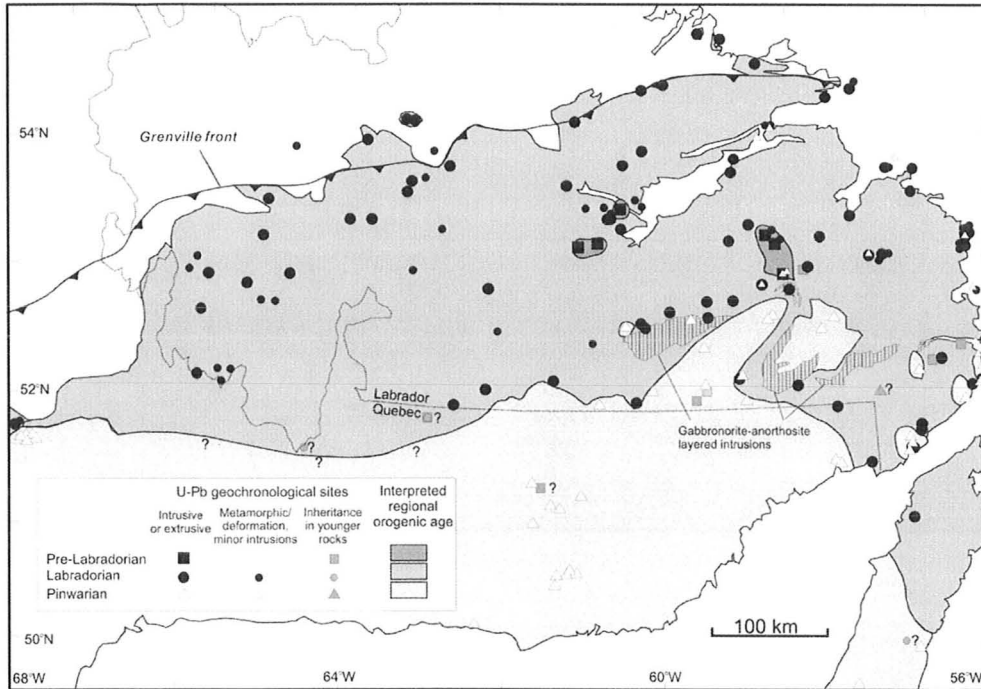 54°N
Grenville front
52°N
Labrador
Quebec
?
?
?
?
?
?
?
Gabbronorite-anorthosite
layered intrusions
U-Pb geochronological sites
Intrusive
or extrusive
Metamorphic/
deformation,
minor intrusions
Inheritance
in younger
rocks
Interpreted
regional
orogenic age
Pre-Labradorian
Labradorian
Pinwarian
100 km
50°N
68°W
64°W
60°W
56°W